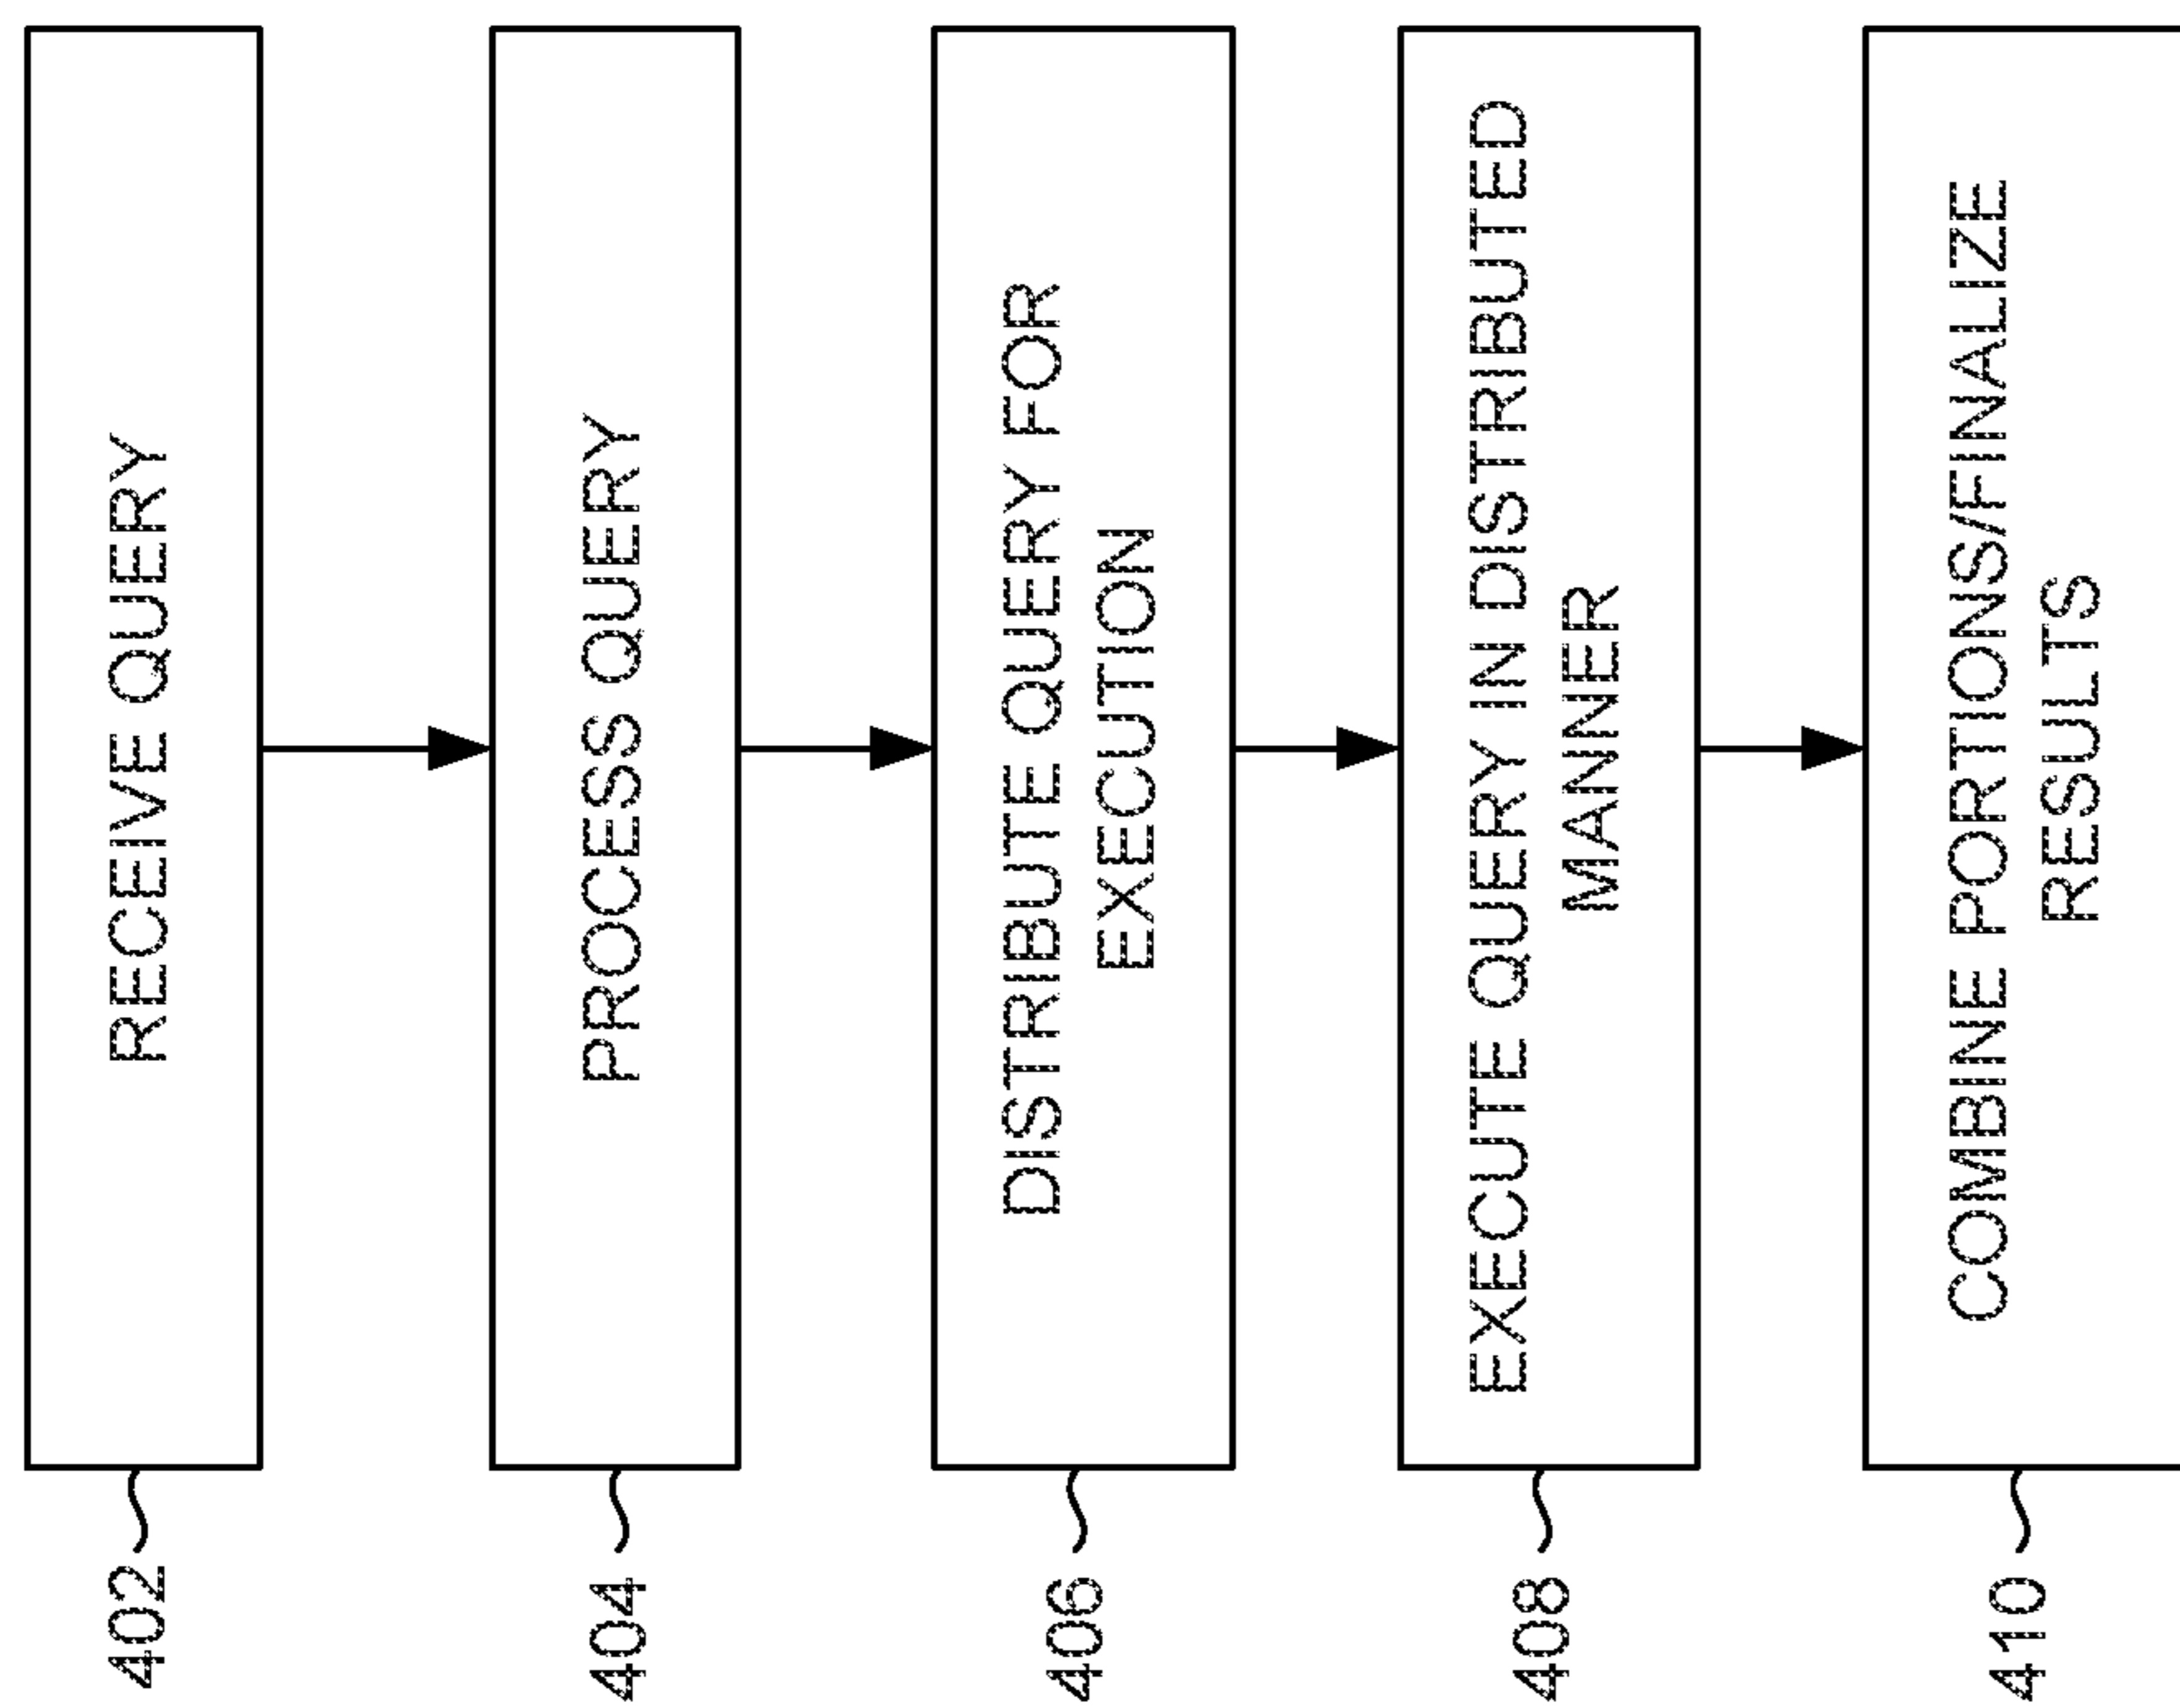 402
RECEIVE QUERY
404
PROCESS QUERY
406
DISTRIBUTE QUERY FOR
EXECUTION
408
EXECUTE QUERY IN DISTRIBUTED
MANNER
410
COMBINE PORTIONS/FINALIZE
RESULTS